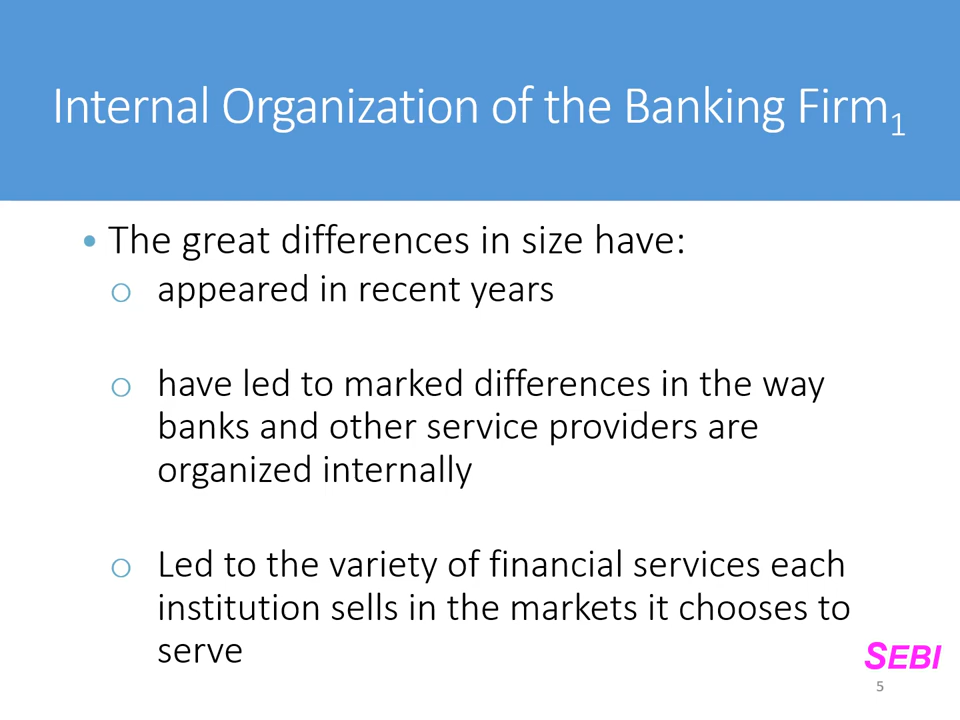 Internal Organization of the Banking Firm1
• The great differences in size have:
o appeared in recent years
o have led to marked differences in the way
banks and other service providers are
organized internally
o Led to the variety of financial services each
institution sells in the markets it chooses to
serve
SEBI
5